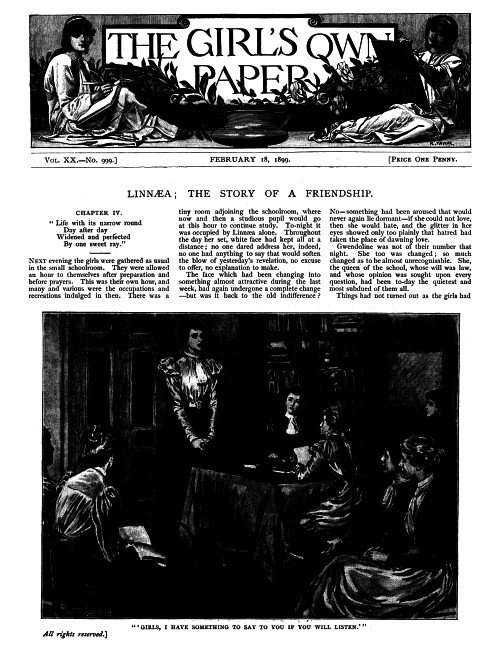 THE GIRL'S OWN
PAPER
VOL. XX.—NO. 999.]
FEBRUARY 18, 1899.
[PRICE ONE PENNY.
LINNÆA; THE STORY OF A FRIENDSHIP.
CHAPTER IV.
"Life with its narrow round
Day after day
Widened and perfected
By one sweet ray."
NEXT evening the girls were gathered as usual
in the small schoolroom. They were allowed
an hour to themselves after preparation and
before prayers. This was their own hour, and
many and various were the occupations and
recreations indulged in then. There was a
tiny room adjoining the schoolroom, where
now and then a studious pupil would go
at this hour to continue study. To-night it
was occupied by Linnæa alone. Throughout
the day her set, white face had kept all at a
distance; no one dared address her, indeed,
no one had anything to say that would soften
the blow of yesterday's revelation, no excuse
to offer, no explanation to make.
The face which had been changing into
something almost attractive during the last
week, had again undergone a complete change
—but was it back to the old indifference?
No—something had been aroused that would
never again lie dormant—if she could not love,
then she would hate, and the glitter in her
eyes showed only too plainly that hatred had
taken the place of dawning love.
Gwendoline was not of their number that
night. She too was changed; so much
changed as to be almost unrecognisable. She,
the queen of the school, whose will was law,
and whose opinion was sought upon every
question, had been to-day the quietest and
most subdued of them all.
Things had not turned out as the girls had
"'GIRLS, I HAVE SOMETHING TO SAY TO YOU IF YOU WILL LISTEN.'"
All rights reserved.]